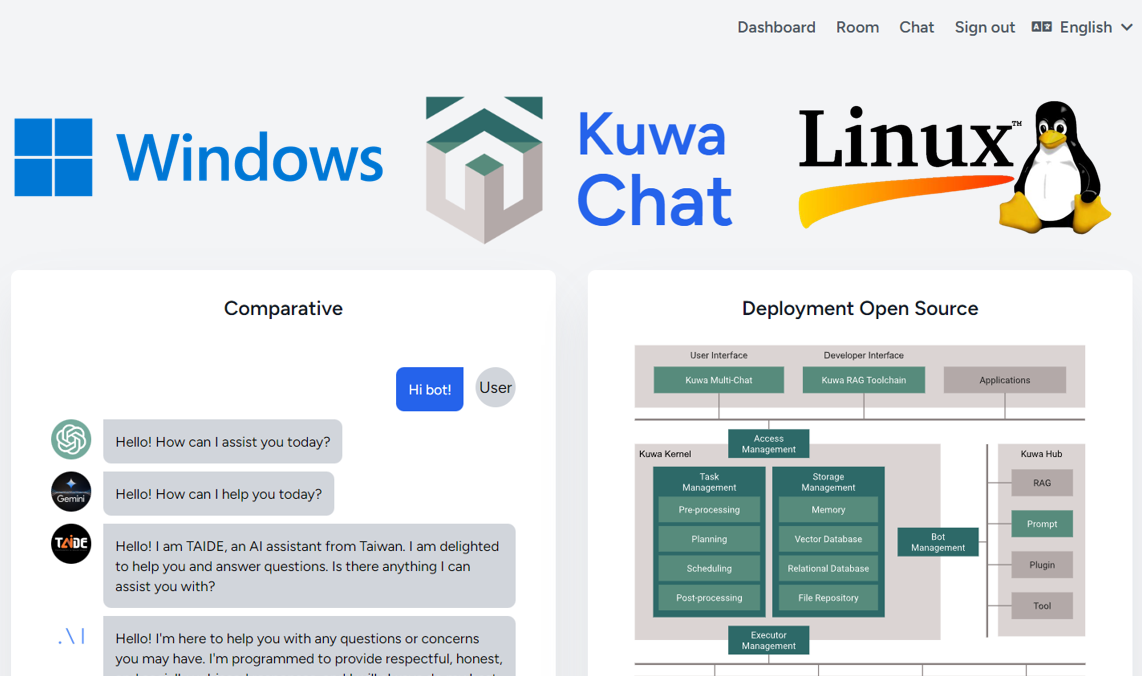 Dashboard Room Chat Sign out English
Windows
Kuwa
Chat
Linux™
Comparative
Hi bot!
User
Hello! How can I assist you today?
Gemini
Hello! How can I help you today?
TAIDE
Hello! I am TAIDE, an AI assistant from Taiwan. I am delighted
to help you and answer questions. Is there anything I can
assist you with?
.\I
Hello! I'm here to help you with any questions or concerns
you may have. I'm programmed to provide respectful, honest,
Deployment Open Source
User Interface
Developer Interface
Kuwa Multi-Chat
Kuwa RAG Toolchain
Applications
Access
Management
Kuwa Kernel
Task
Management
Pre-processing
Planning
Scheduling
Post-processing
Storage
Management
Memory
Vector Database
Relational Database
File Repository
Bot
Management
Kuwa Hub
RAG
Prompt
Plugin
Tool
Executor
Management